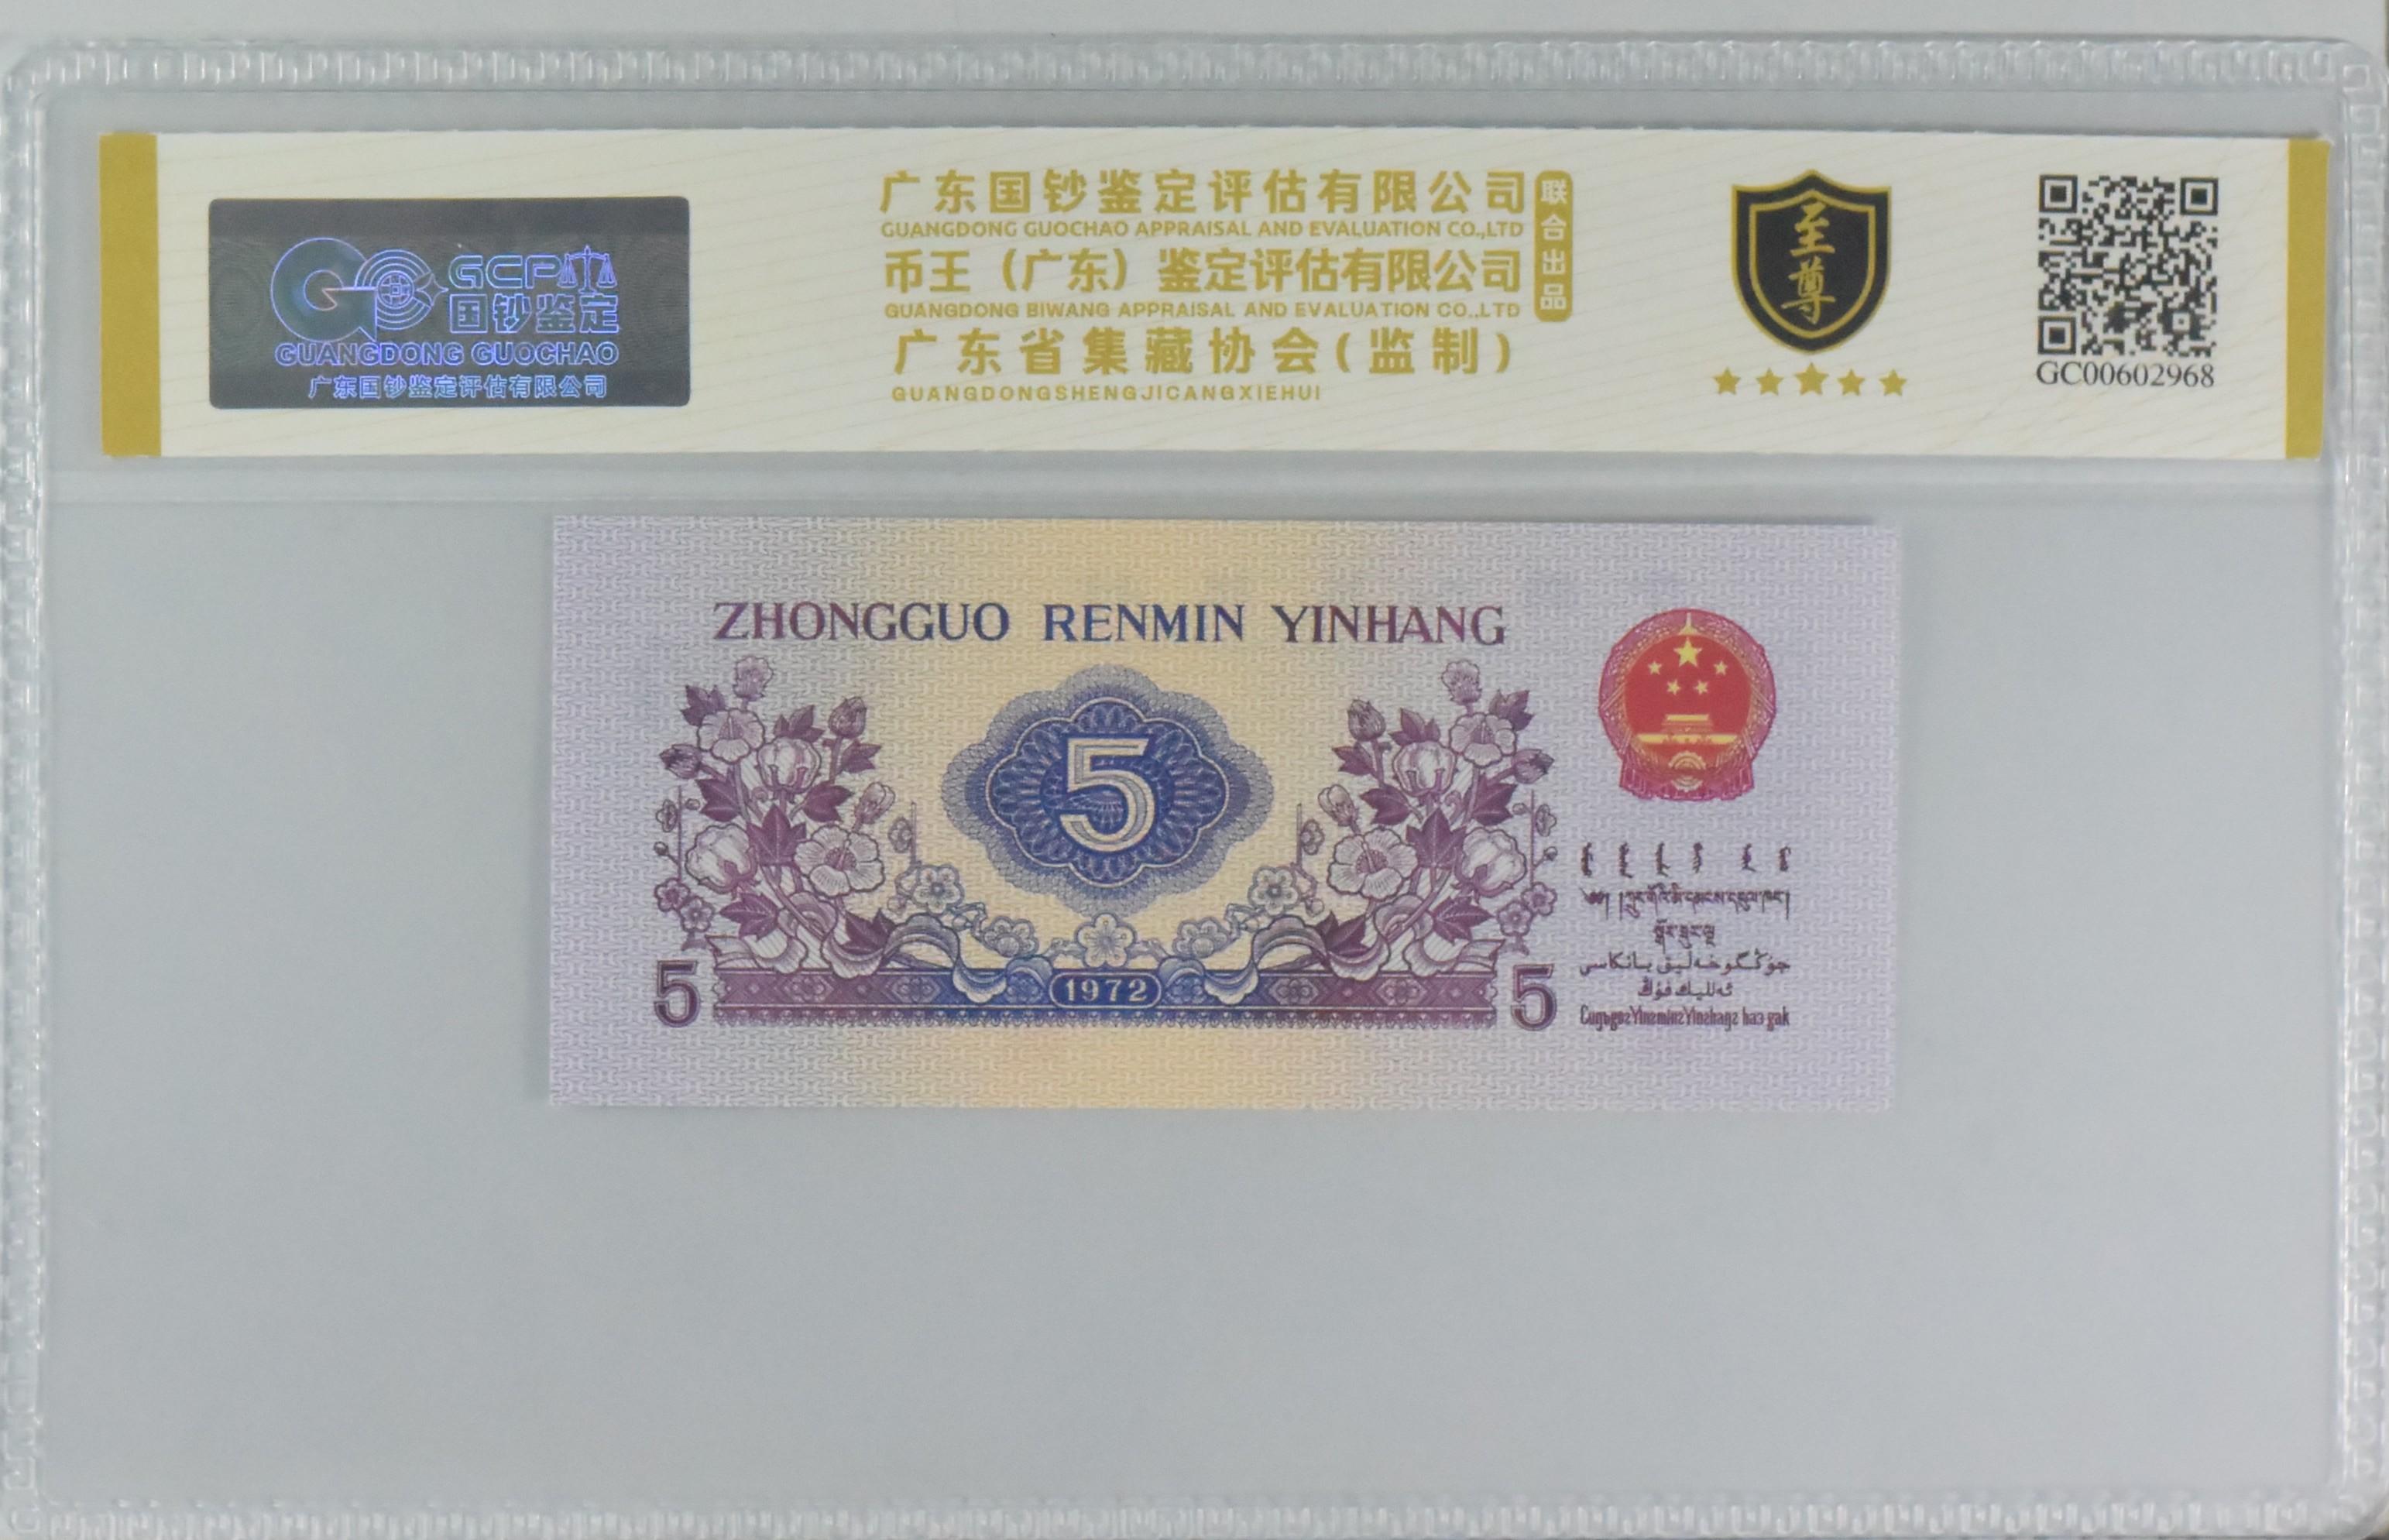 GCPA
国钞鉴定
GUANGDONG GUOCHAO
广东国钞鉴定评估有限公司
广东国钞鉴定评估有限公司
GUANGDONG GUOCHAO APPRAISAL AND EVALUATION CO.,LTD
币王（广东）鉴定评估有限公司
GUANGDONG BIWANG APPRAISAL AND EVALUATION CO.,LTD
联合出品
广东省集藏协会(监制)
GUANGDONGSHENGJICANGXIEHUI
至尊
GC00602968
ZHONGGUO RENMIN YINHANG
5
5
1972
5
جۇڭگو خەلىق بانكاسى